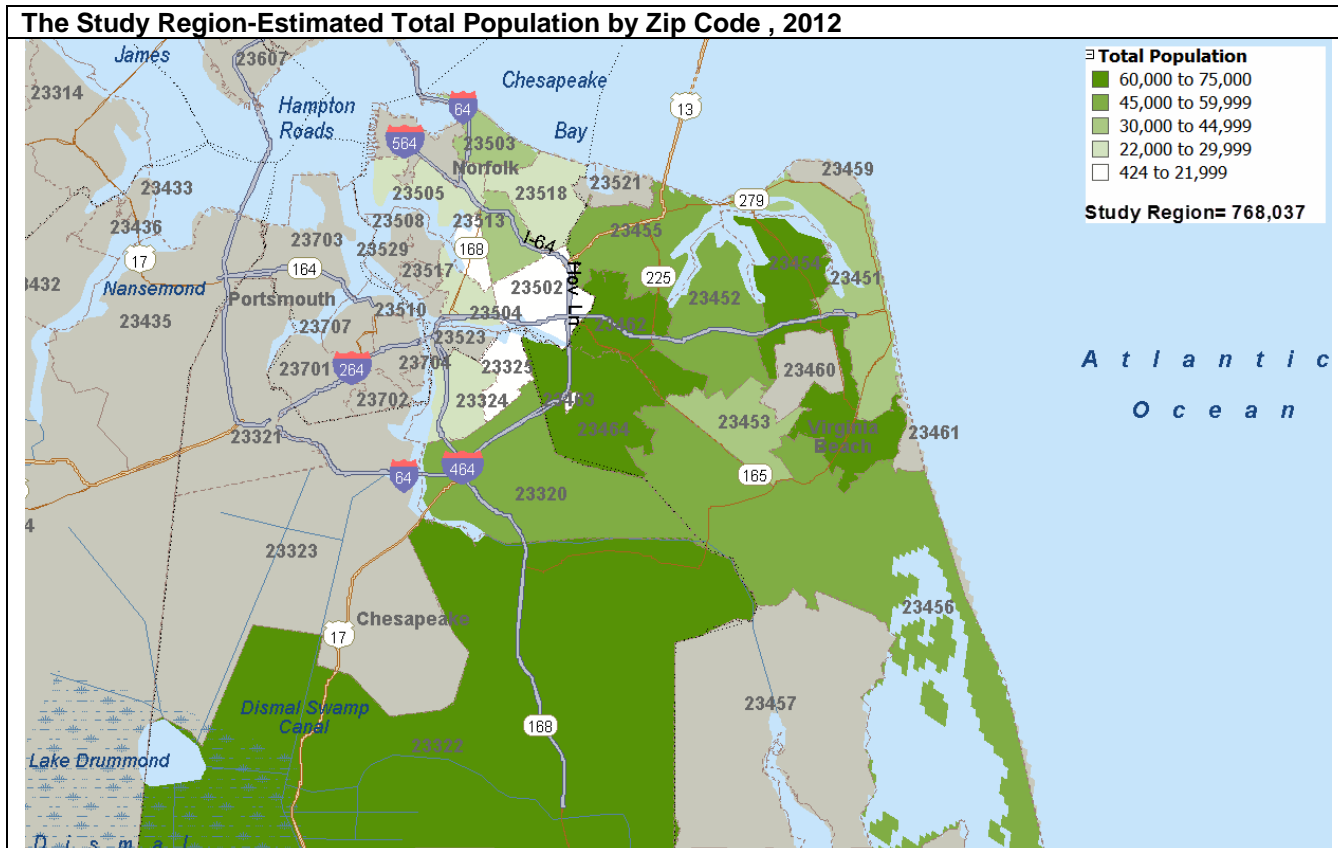 The Study Region-Estimated Total Population by Zip Code , 2012
Total Population
60,000 to 75,000
45,000 to 59,999
30,000 to 44,999
22,000 to 29,999
424 to 21,999
Study Region= 768,037
James
23607
23314
Hampton
Roads
Chesapeake
Bay
64
13
564
23503
Norfolk
23459
23433
23505
23518
23521
279
23436
23508
23513
23455
17
23703
23529
168
I-64
23454
164
23517
225
23451
Nansemond
Portsmouth
23502
Hov Ln
23452
23435
23510
23504
23707
23523
23462
23701
264
23704
23325
23460
Atlantic
Ocean
23702
23324
23463
23453
23464
Virginia
Beach
23461
23321
64
464
165
23320
23323
23456
Chesapeake
17
23457
Dismal Swamp
Canal
168
23322
Lake Drummond
Dismal